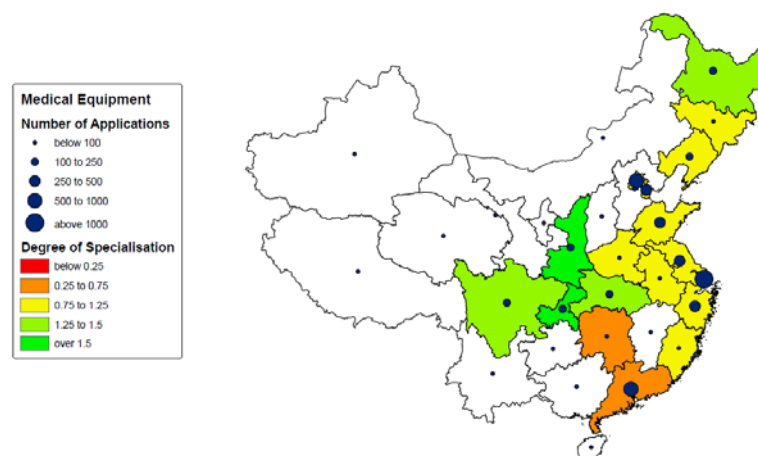 Medical Equipment
Number of Applications
below 100
100 to 250
250 to 500
500 to 1000
above 1000
Degree of Specialisation
below 0.25
0.25 to 0.75
0.75 to 1.25
1.25 to 1.5
over 1.5